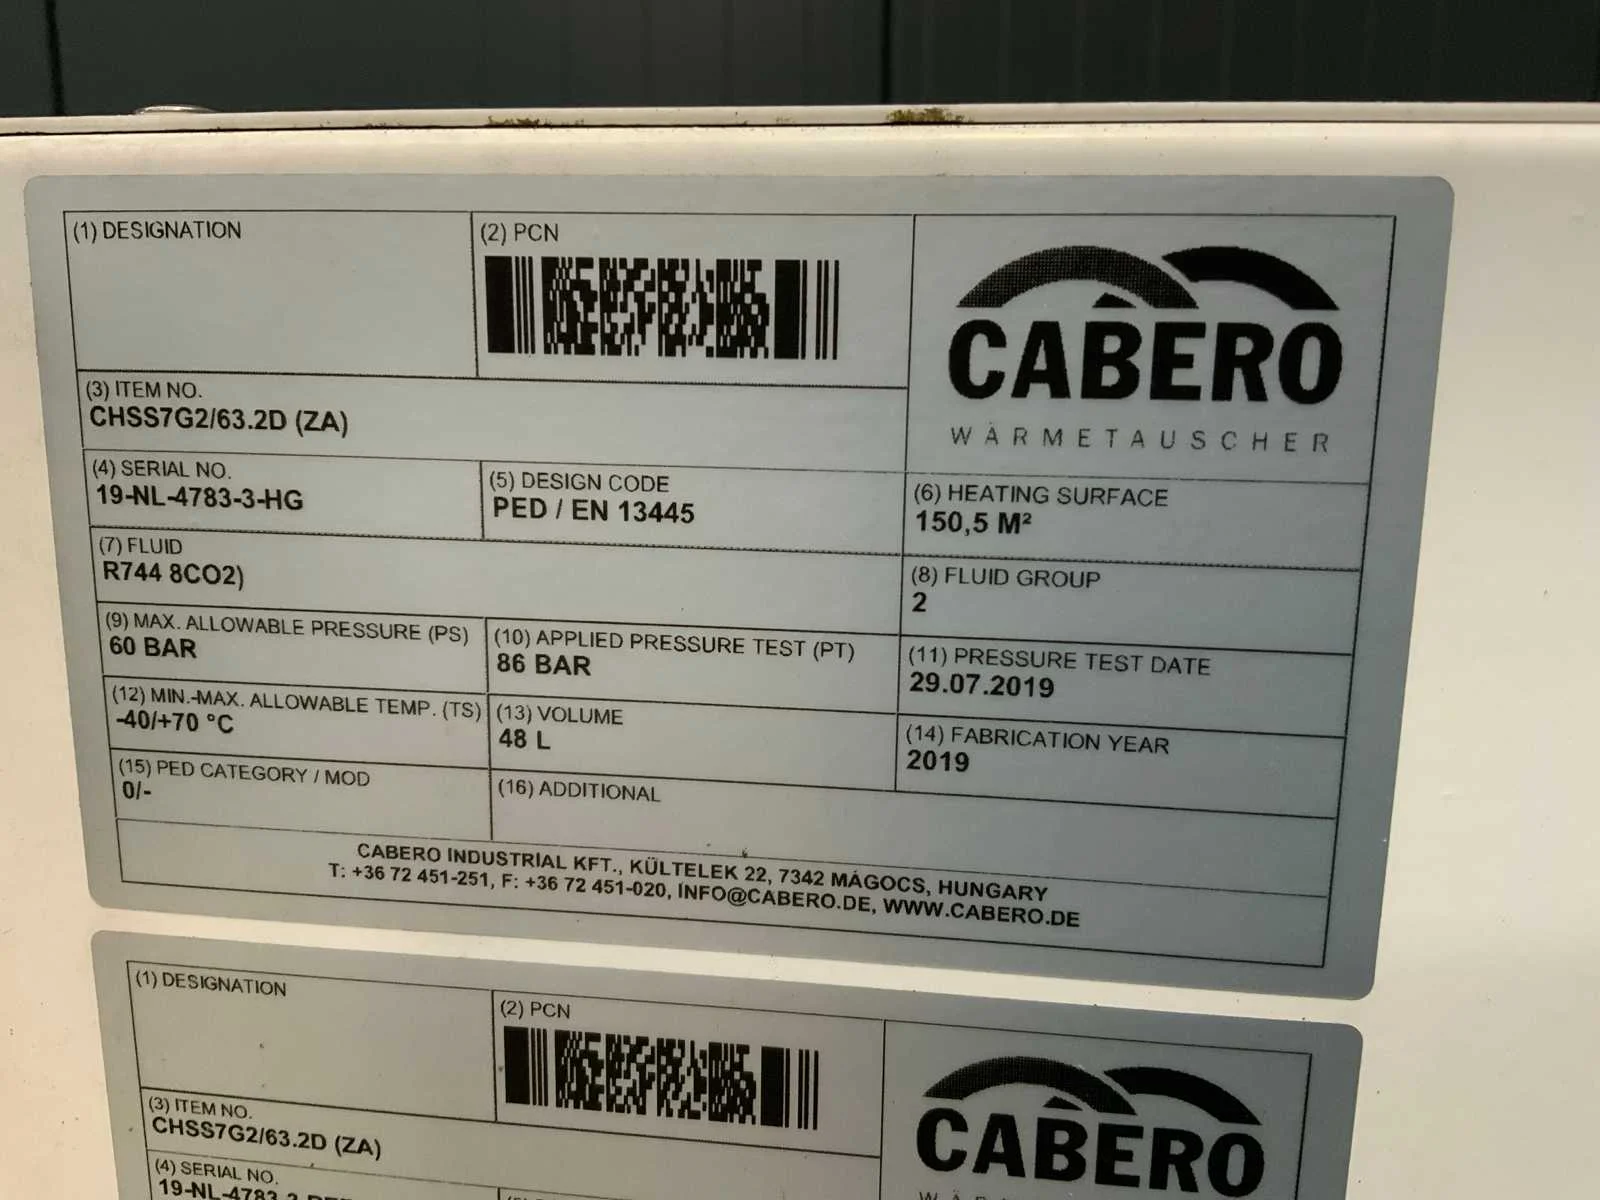 (1) DESIGNATION
(2) PCN
CABERO
WÄRMETAUSCHER
(3) ITEM NO.
CHSS7G2/63.2D (ZA)
(4) SERIAL NO.
19-NL-4783-3-HG
(5) DESIGN CODE
PED / EN 13445
(6) HEATING SURFACE
150,5 M²
(7) FLUID
R744 8CO2)
(8) FLUID GROUP
2
(9) MAX. ALLOWABLE PRESSURE (PS)
60 BAR
(10) APPLIED PRESSURE TEST (PT)
86 BAR
(11) PRESSURE TEST DATE
29.07.2019
(12) MIN.-MAX. ALLOWABLE TEMP. (TS)
-40/+70 °C
(13) VOLUME
48 L
(14) FABRICATION YEAR
2019
(15) PED CATEGORY / MOD
0/-
(16) ADDITIONAL
CABERO INDUSTRIAL KFT., KÜLTELEK 22, 7342 MÁGOCS, HUNGARY
T: +36 72 451-251, F: +36 72 451-020, INFO@CABERO.DE, WWW.CABERO.DE
(1) DESIGNATION
(2) PCN
CABERO
(3) ITEM NO.
CHSS7G2/63.2D (ZA)
(4) SERIAL NO.